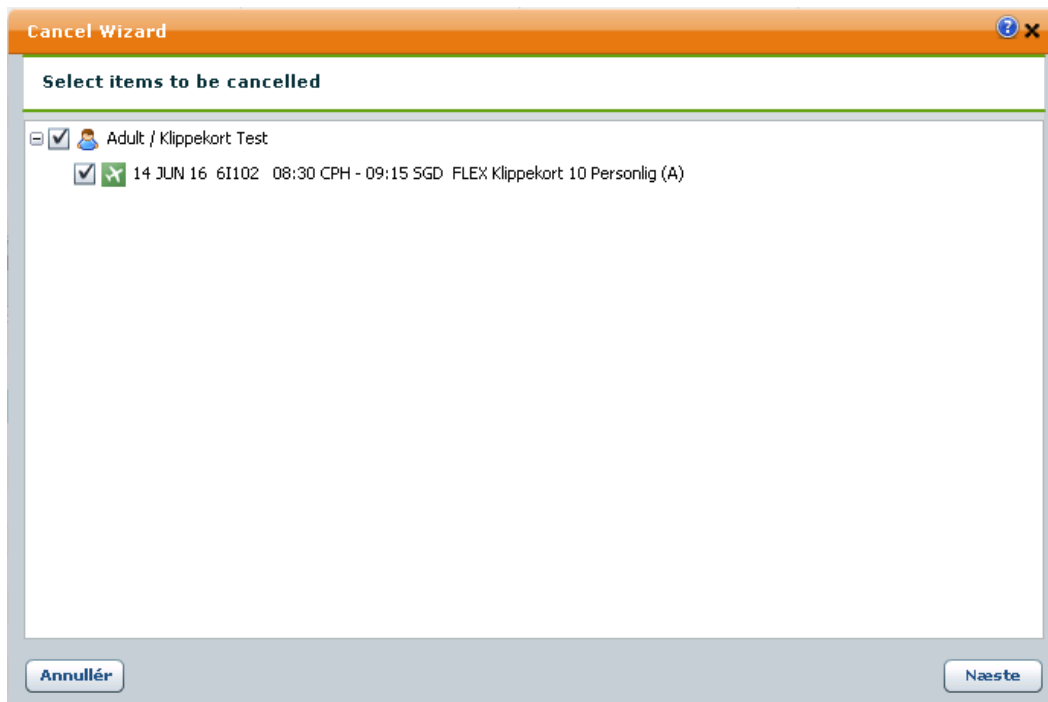 Cancel Wizard
Select items to be cancelled
Adult / Klippekort Test
14 JUN 16 6I102 08:30 CPH - 09:15 SGD FLEX Klippekort 10 Personlig (A)
Annullér
Næste